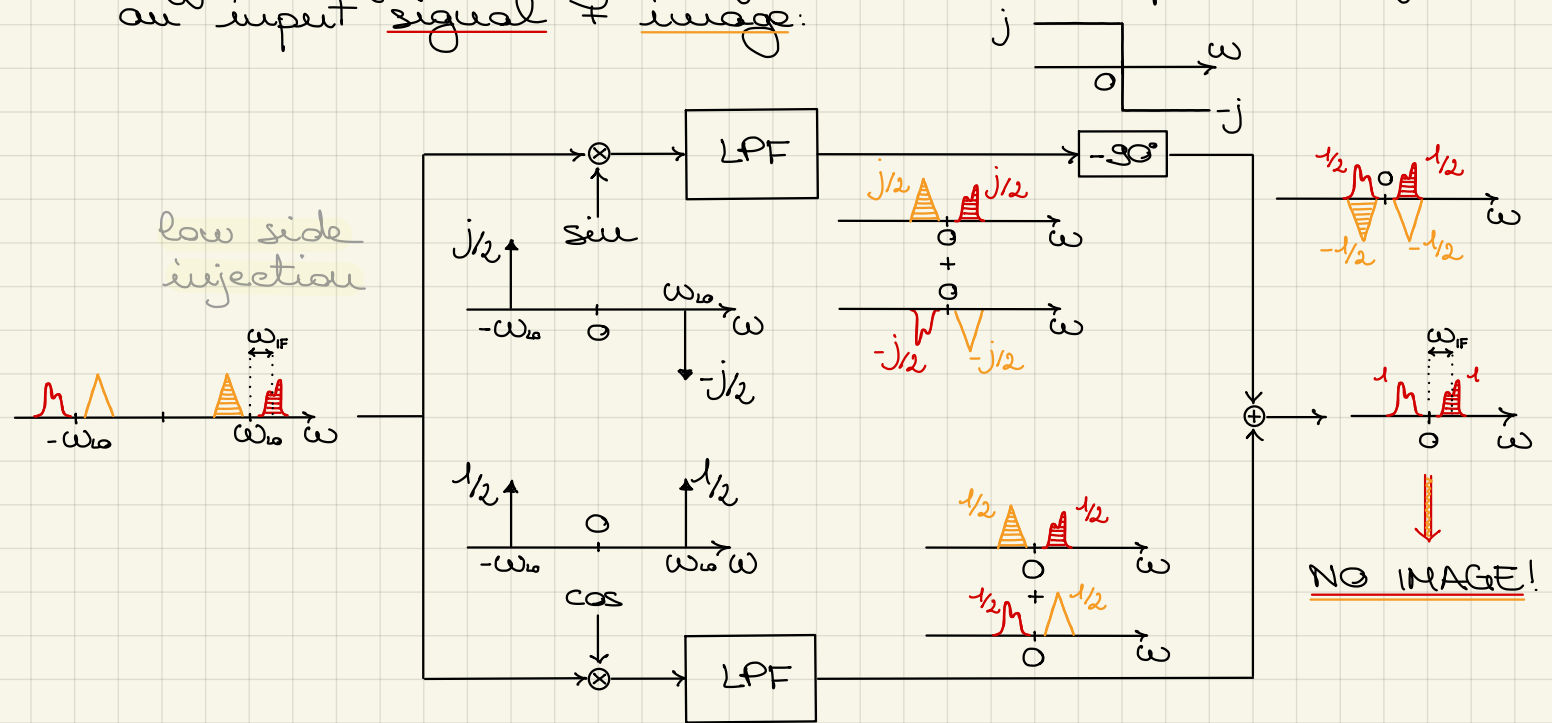 an input signal + image:
j
ω
0
-j
LPF
-90°
sin
j/2
j/2
0
ω
+
0
ω
-j/2
-j/2
1/2
0
1/2
ω
-1/2
-1/2
low side
injection
j/2
ωLO
-ωLO
0
ω
-j/2
ωIF
-ωLO
ωLO
ω
ωIF
1
1
0
ω
1/2
1/2
0
-ωLO
ωLO
ω
cos
1/2
1/2
0
ω
+
1/2
1/2
0
ω
LPF
NO IMAGE!